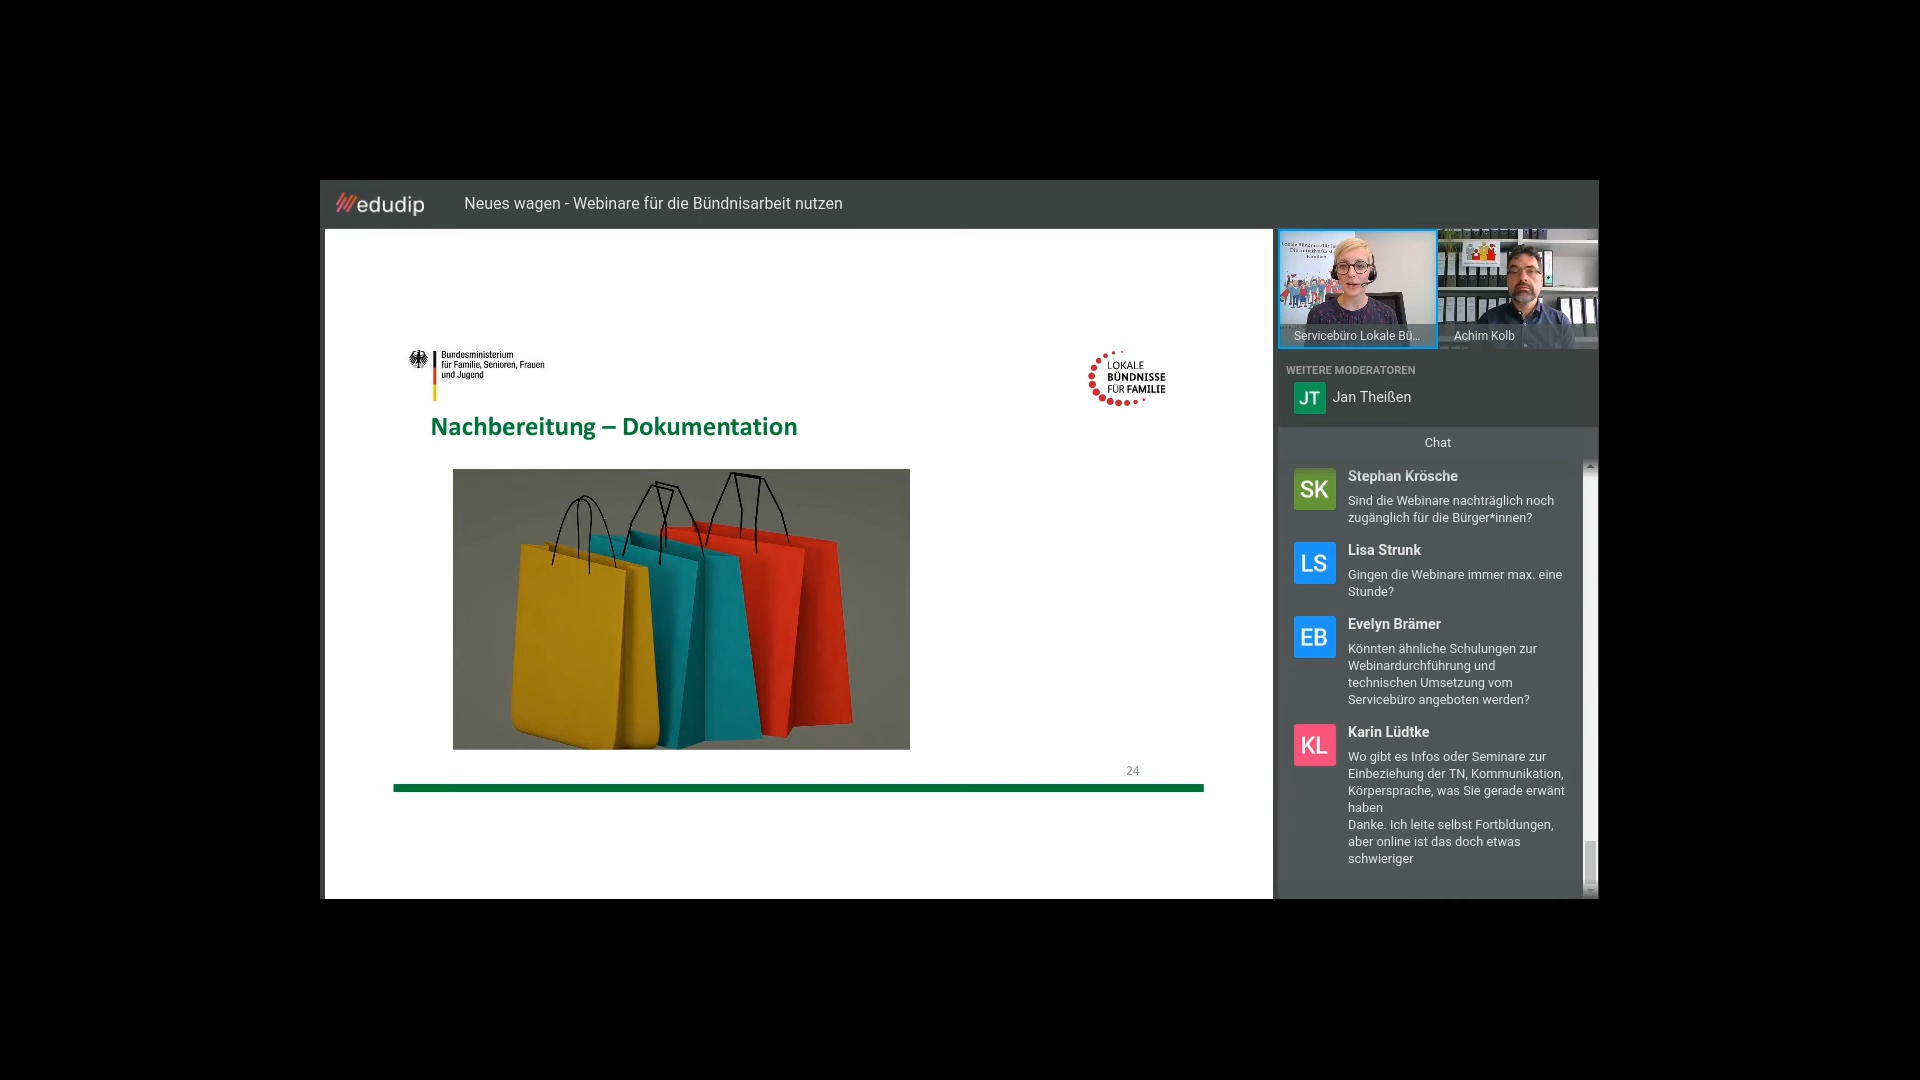 edudip
Neues wagen - Webinare für die Bündnisarbeit nutzen
Bundesministerium
für Familie, Senioren, Frauen
und Jugend
LOKALE
BÜNDNISSE
FÜR FAMILIE
Nachbereitung – Dokumentation
24
Servicebüro Lokale Bü...
Achim Kolb
WEITERE MODERATOREN
JT
Jan Theißen
Chat
SK
Stephan Krösche
Sind die Webinare nachträglich noch
zugänglich für die Bürger*innen?
LS
Lisa Strunk
Gingen die Webinare immer max. eine
Stunde?
EB
Evelyn Brämer
Könnten ähnliche Schulungen zur
Webinardurchführung und
technischen Umsetzung vom
Servicebüro angeboten werden?
KL
Karin Lüdtke
Wo gibt es Infos oder Seminare zur
Einbeziehung der TN, Kommunikation,
Körpersprache, was Sie gerade erwänt
haben
Danke. Ich leite selbst Fortbldungen,
aber online ist das doch etwas
schwieriger